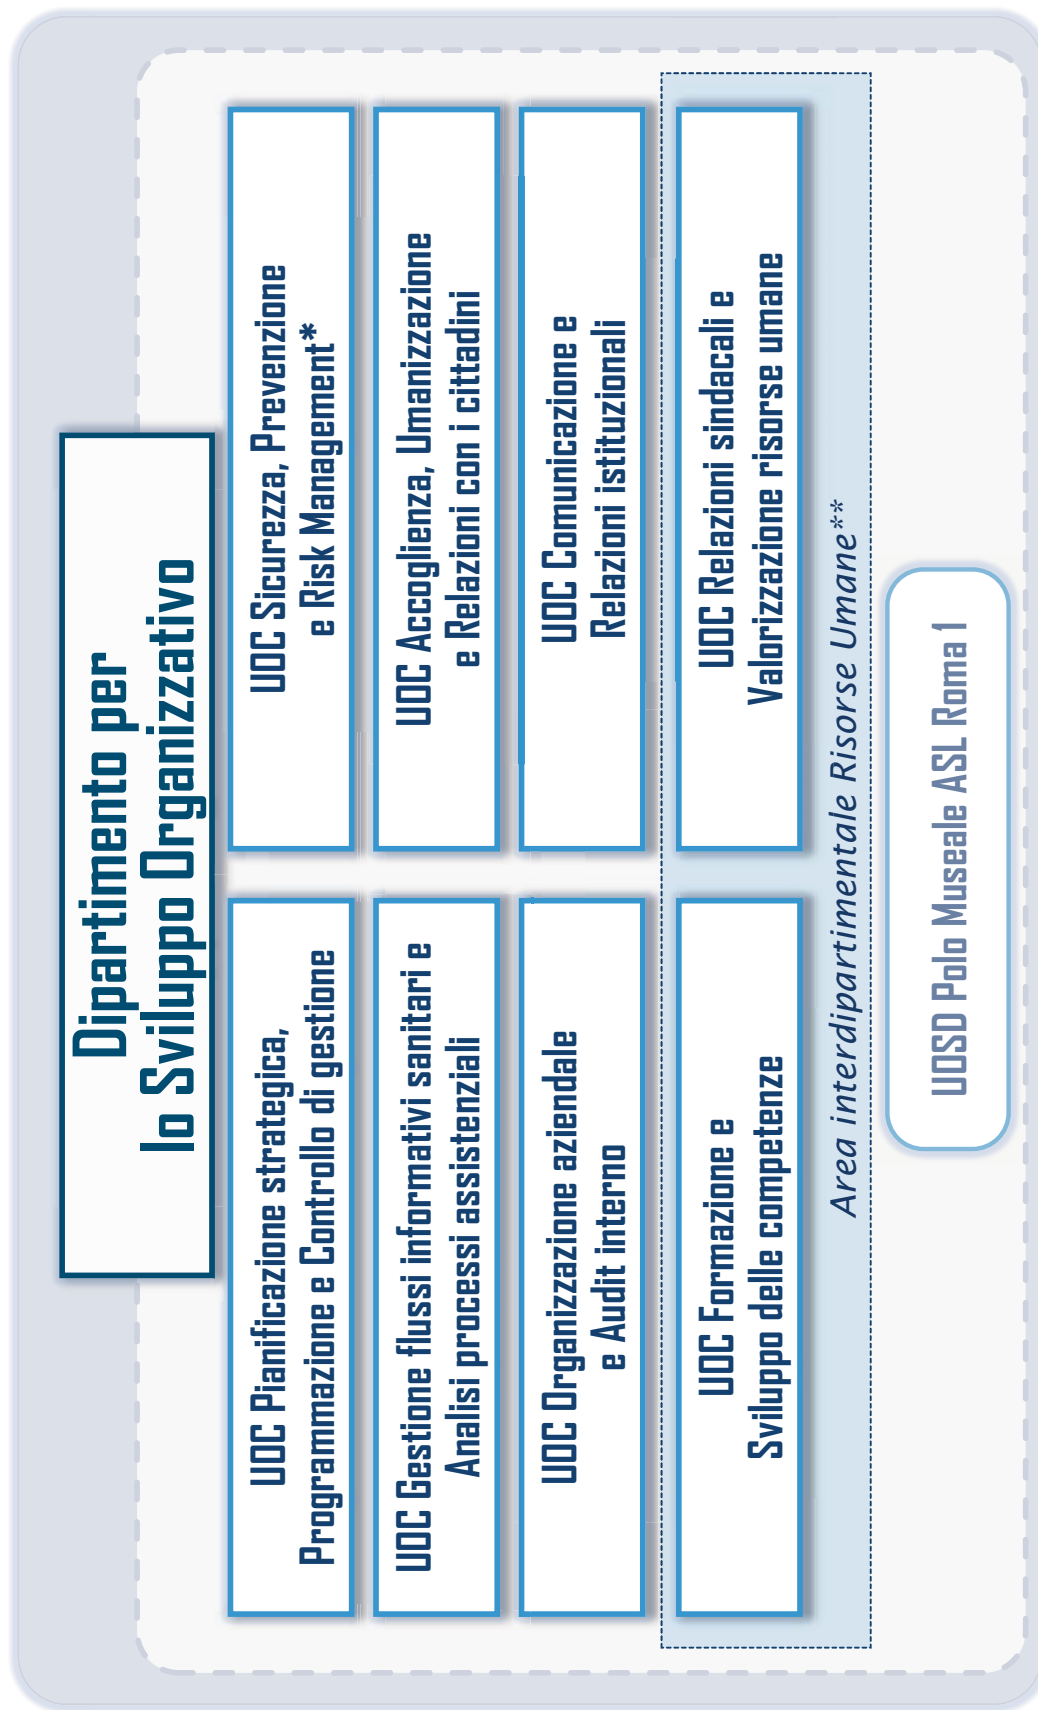 Dipartimento per
lo Sviluppo Organizzativo
UOC Pianificazione strategica,
Programmazione e Controllo di gestione
UOC Sicurezza, Prevenzione
e Risk Management*
UOC Gestione flussi informativi sanitari e
Analisi processi assistenziali
UOC Accoglienza, Umanizzazione
e Relazioni con i cittadini
UOC Organizzazione aziendale
e Audit interno
UOC Comunicazione e
Relazioni istituzionali
UOC Formazione e
Sviluppo delle competenze
UOC Relazioni sindacali e
Valorizzazione risorse umane
Area interdipartimentale Risorse Umane**
UOSD Polo Museale ASL Roma 1